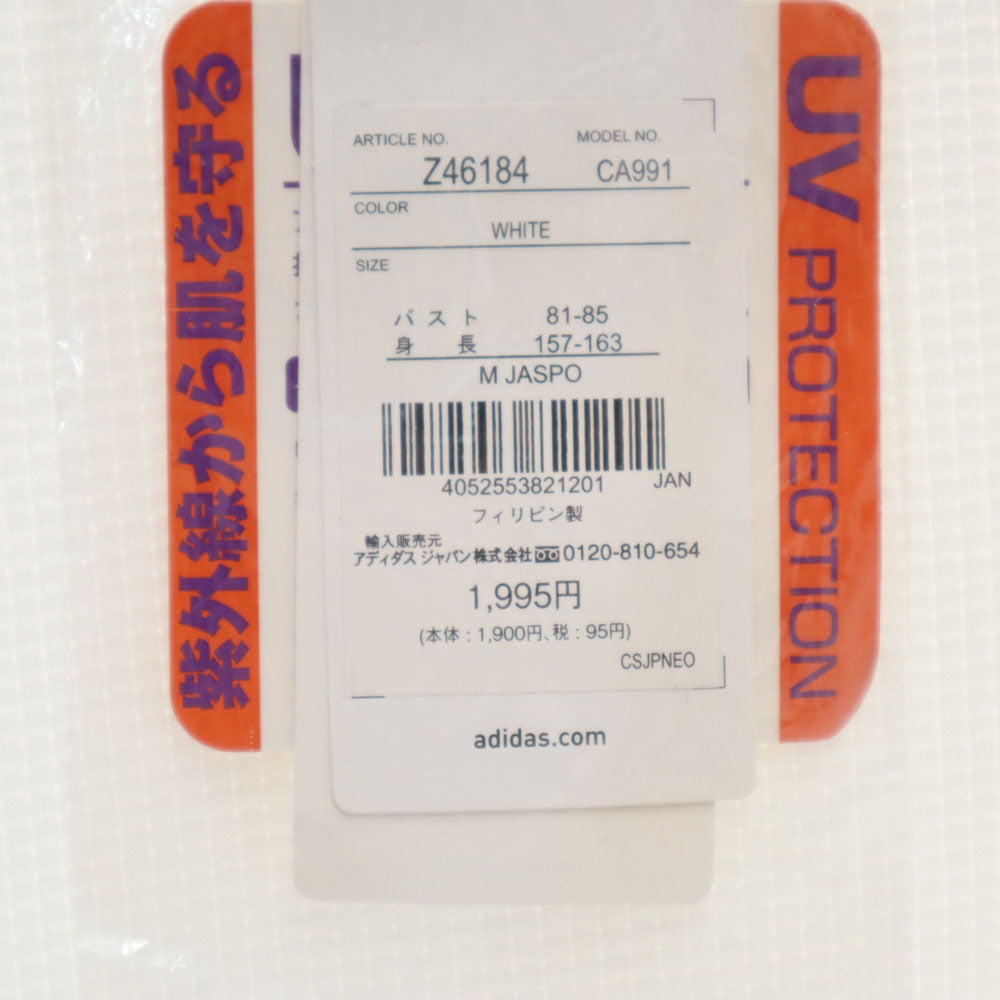 紫外線から肌を守る
UV PROTECTION
ARTICLE NO. MODEL NO.
Z46184 CA991
COLOR
WHITE
SIZE
バスト 81-85
身長 157-163
M JASPO
4052553821201 JAN
フィリピン製
輸入販売元
アディダス ジャパン株式会社 0120-810-654
1,995円
(本体:1,900円、税:95円)
CSJPNEO
adidas.com